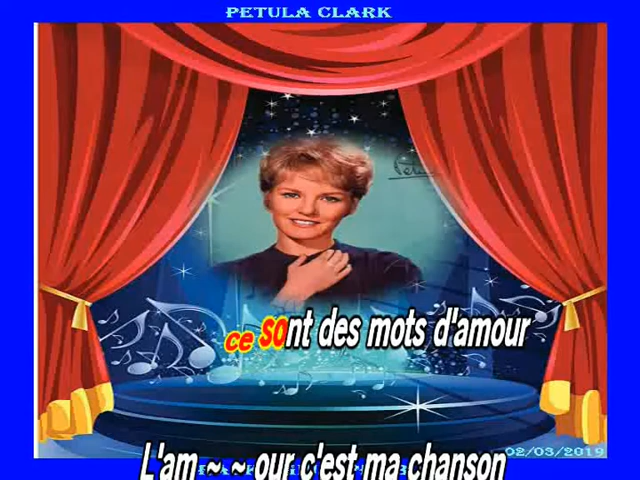 PETULA CLARK
ce sont des mots d'amour
L'am ~ ~ our c'est ma chanson
02/03/2019